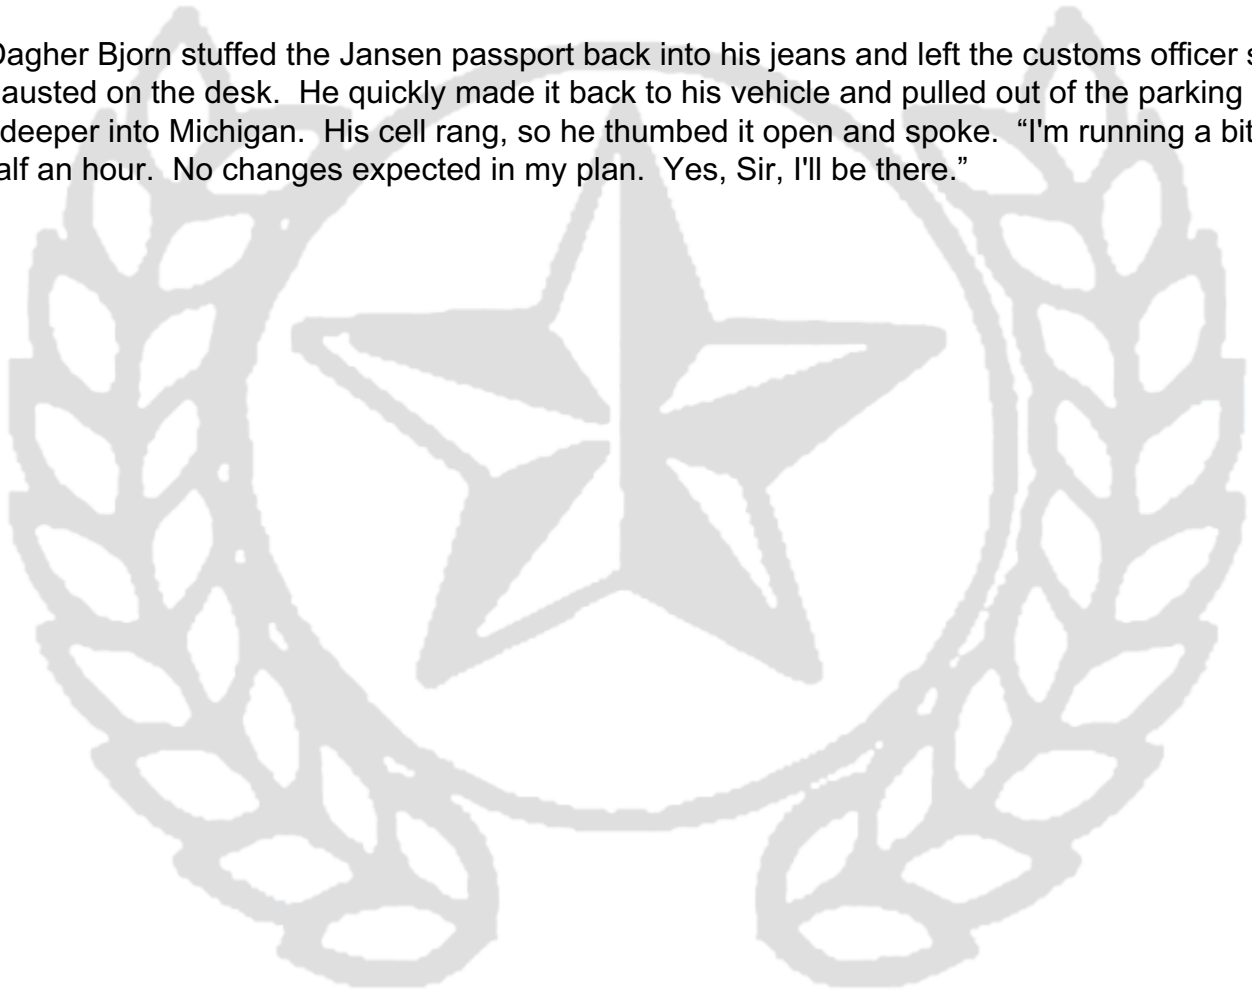 Dagher Bjorn stuffed the Jansen passport back into his jeans and left the customs officer s
austed on the desk.  He quickly made it back to his vehicle and pulled out of the parking
deeper into Michigan.  His cell rang, so he thumbed it open and spoke.  “I'm running a bit
alf an hour.  No changes expected in my plan.  Yes, Sir, I'll be there.”